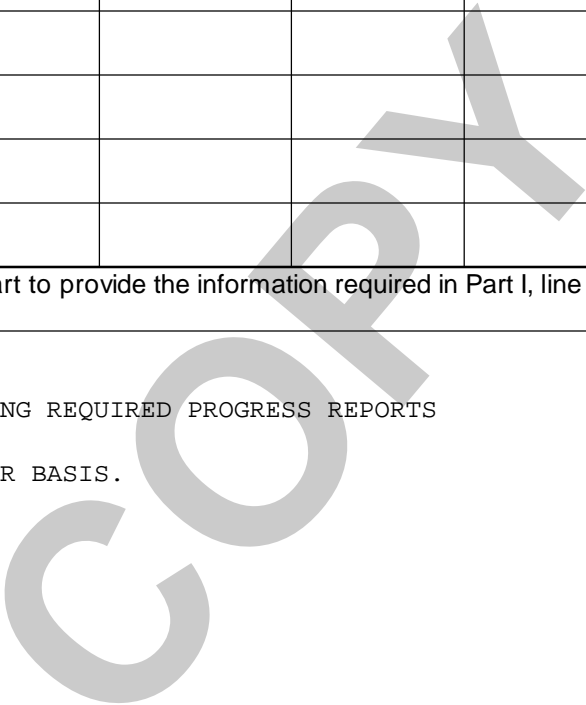 art to provide the information required in Part I, line
NG REQUIRED PROGRESS REPORTS
R BASIS.
COPY